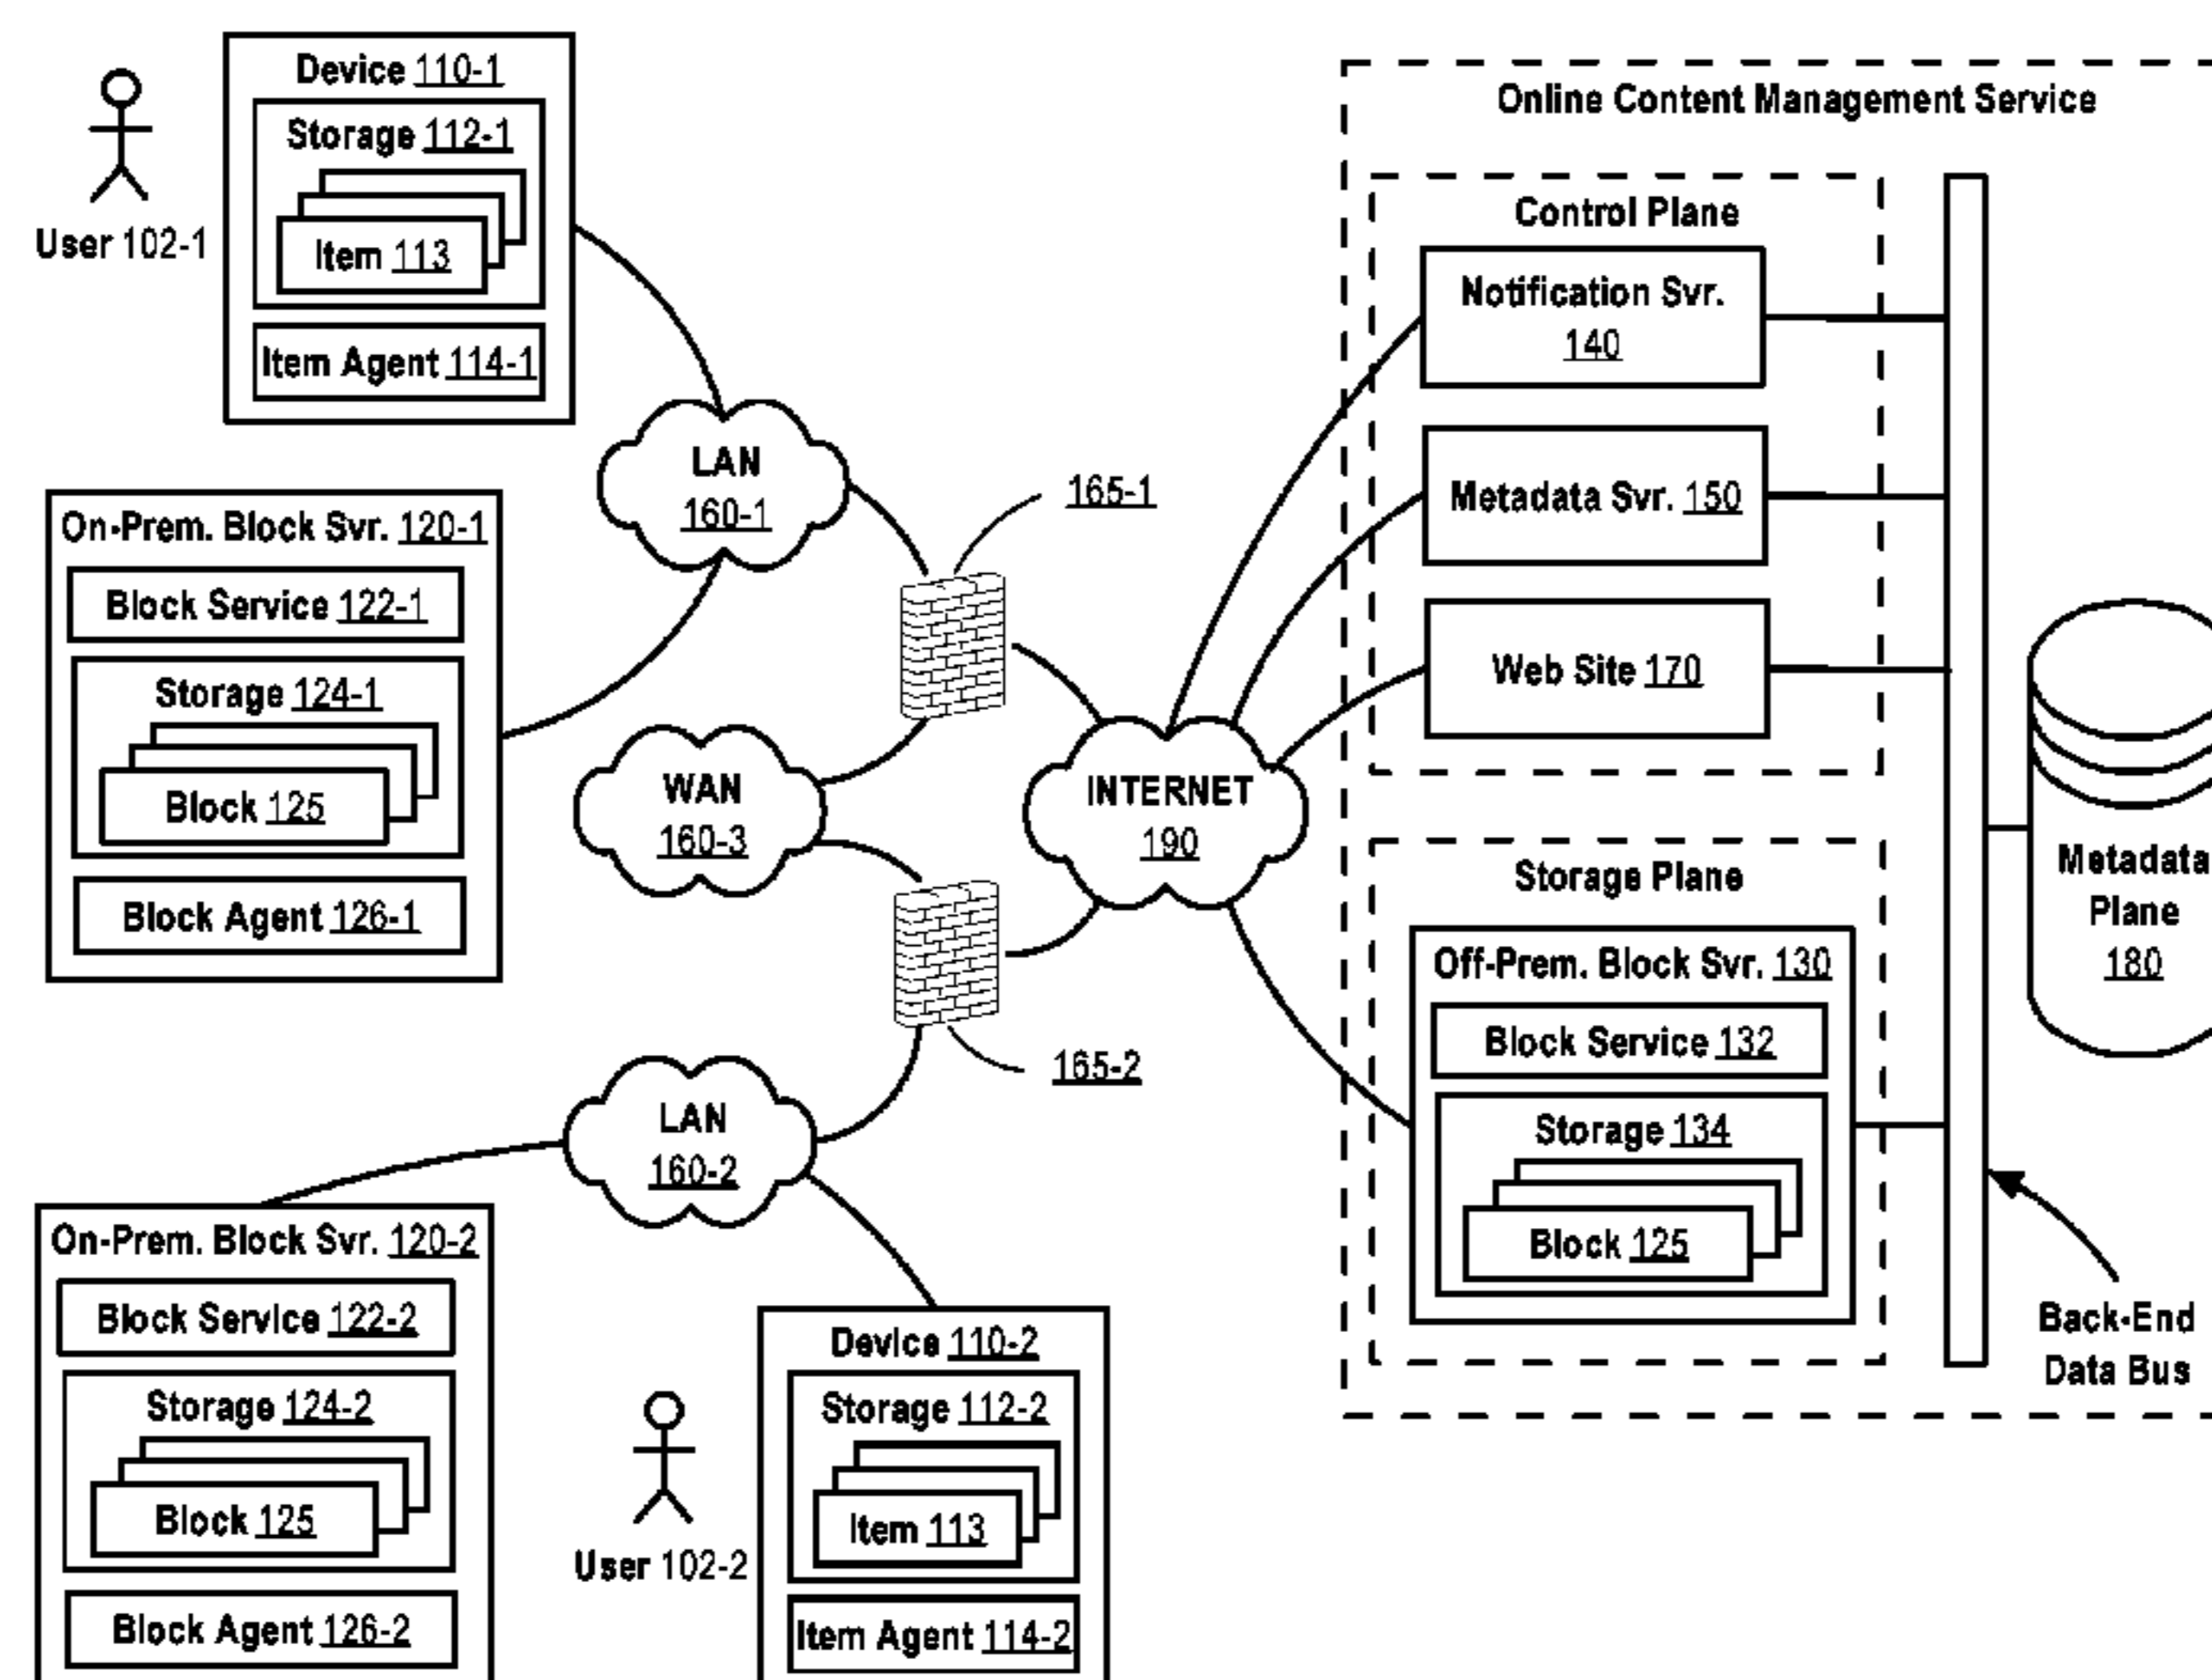 Device 110-1
Storage 112-1
Item 113
Item Agent 114-1
User 102-1
LAN
160-1
On-Prem. Block Svr. 120-1
Block Service 122-1
Storage 124-1
Block 125
Block Agent 126-1
165-1
WAN
160-3
INTERNET
190
165-2
LAN
160-2
On-Prem. Block Svr. 120-2
Block Service 122-2
Storage 124-2
Block 125
Block Agent 126-2
User 102-2
Device 110-2
Storage 112-2
Item 113
Item Agent 114-2
Online Content Management Service
Control Plane
Notification Svr.
140
Metadata Svr. 150
Web Site 170
Storage Plane
Off-Prem. Block Svr. 130
Block Service 132
Storage 134
Block 125
Metadata
Plane
180
Back-End
Data Bus